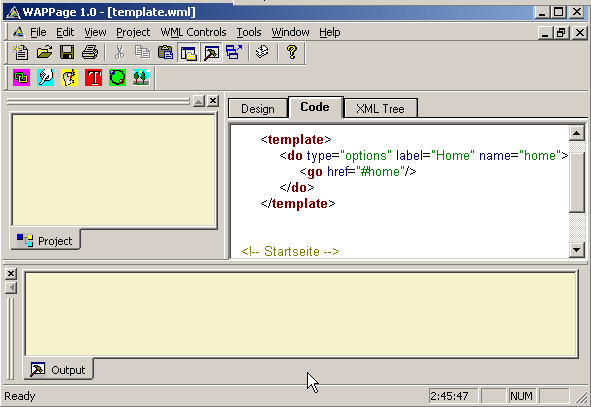 WAPPage 1.0 - [template.wml]
File Edit View Project WML Controls Tools Window Help
T
Design Code XML Tree
<template>
<do type="options" label="Home" name="home">
<go href="#home"/>
</do>
</template>
<!-- Startseite -->
Project
Output
Ready 2:45:47 NUM